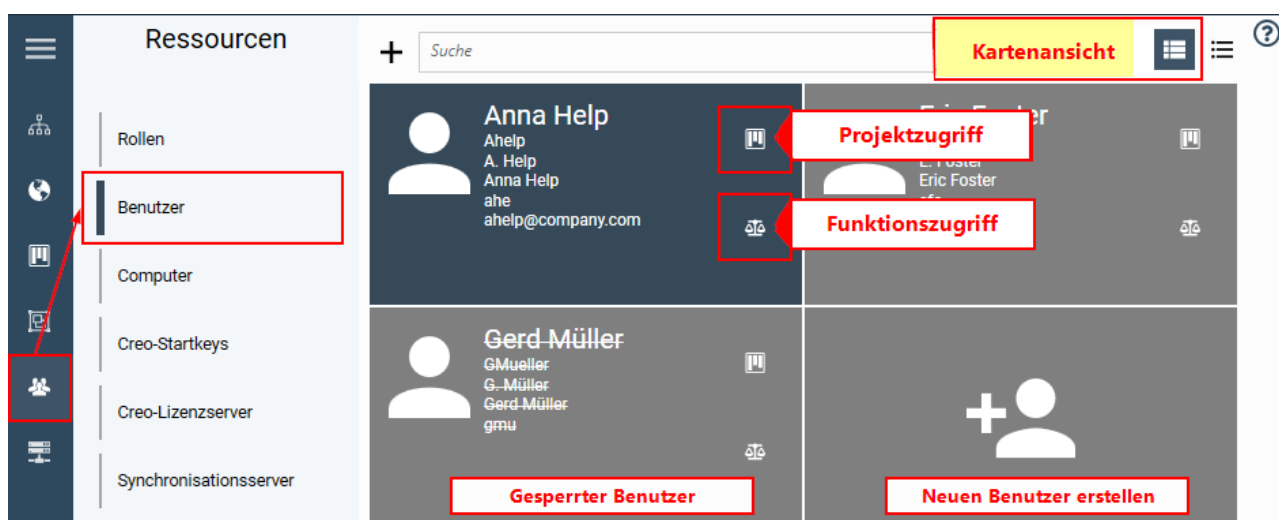 Ressourcen
Suche
Kartenansicht
?
Rollen
Benutzer
Computer
Creo-Startkeys
Creo-Lizenzserver
Synchronisationsserver
Anna Help
Ahelp
A. Help
Anna Help
ahe
ahelp@company.com
Projektzugriff
Funktionszugriff
E. Foster
Eric Foster
Gerd Müller
GMueller
G. Müller
Gerd Müller
gmu
Gesperrter Benutzer
Neuen Benutzer erstellen